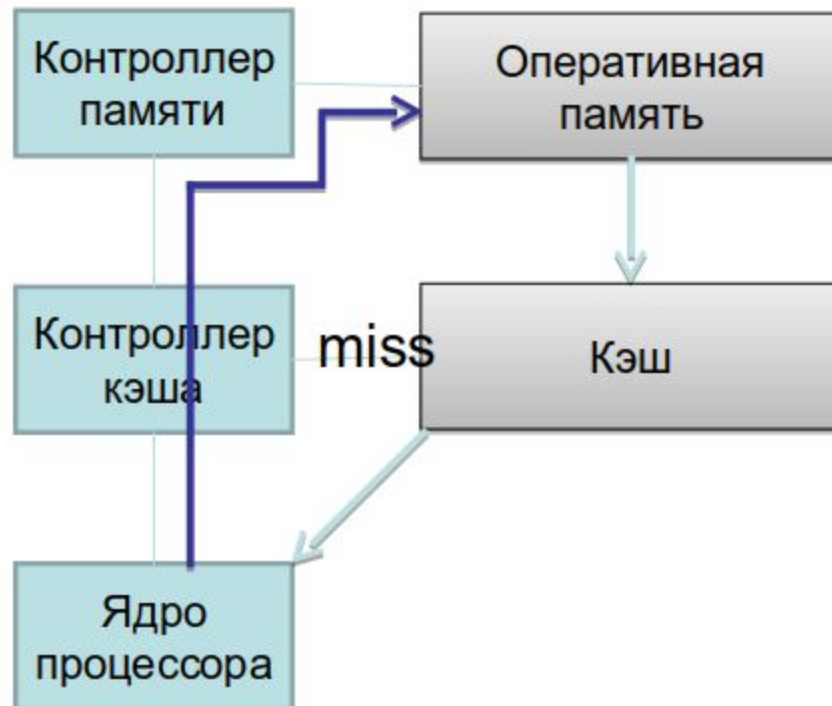 Контроллер
памяти
Оперативная
память
Контроллер
кэша
miss
Кэш
Ядро
процессора